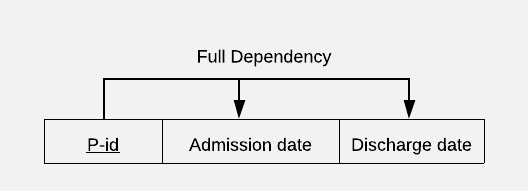 Full Dependency
P-id Admission date Discharge date